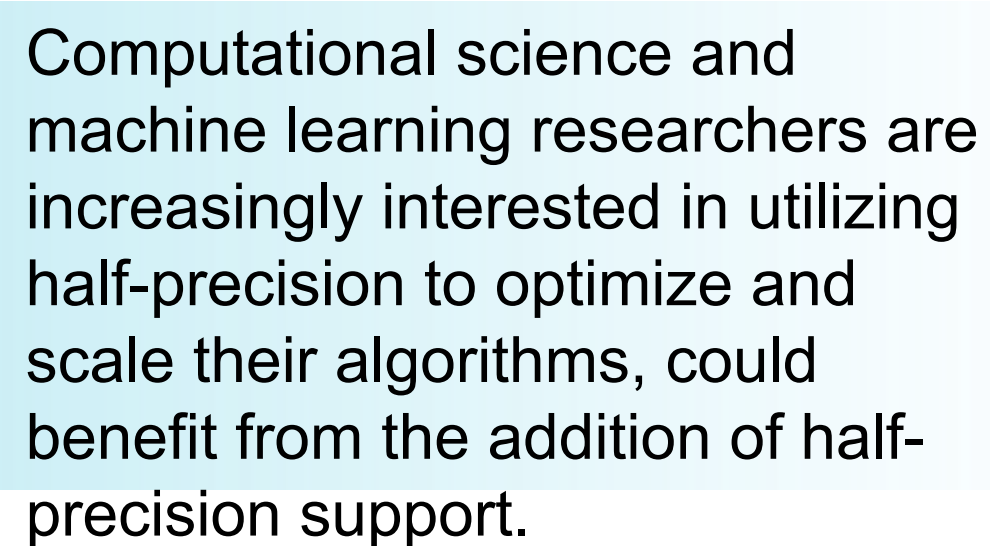 Computational science and
machine learning researchers are
increasingly interested in utilizing
half-precision to optimize and
scale their algorithms, could
benefit from the addition of half-
precision support.